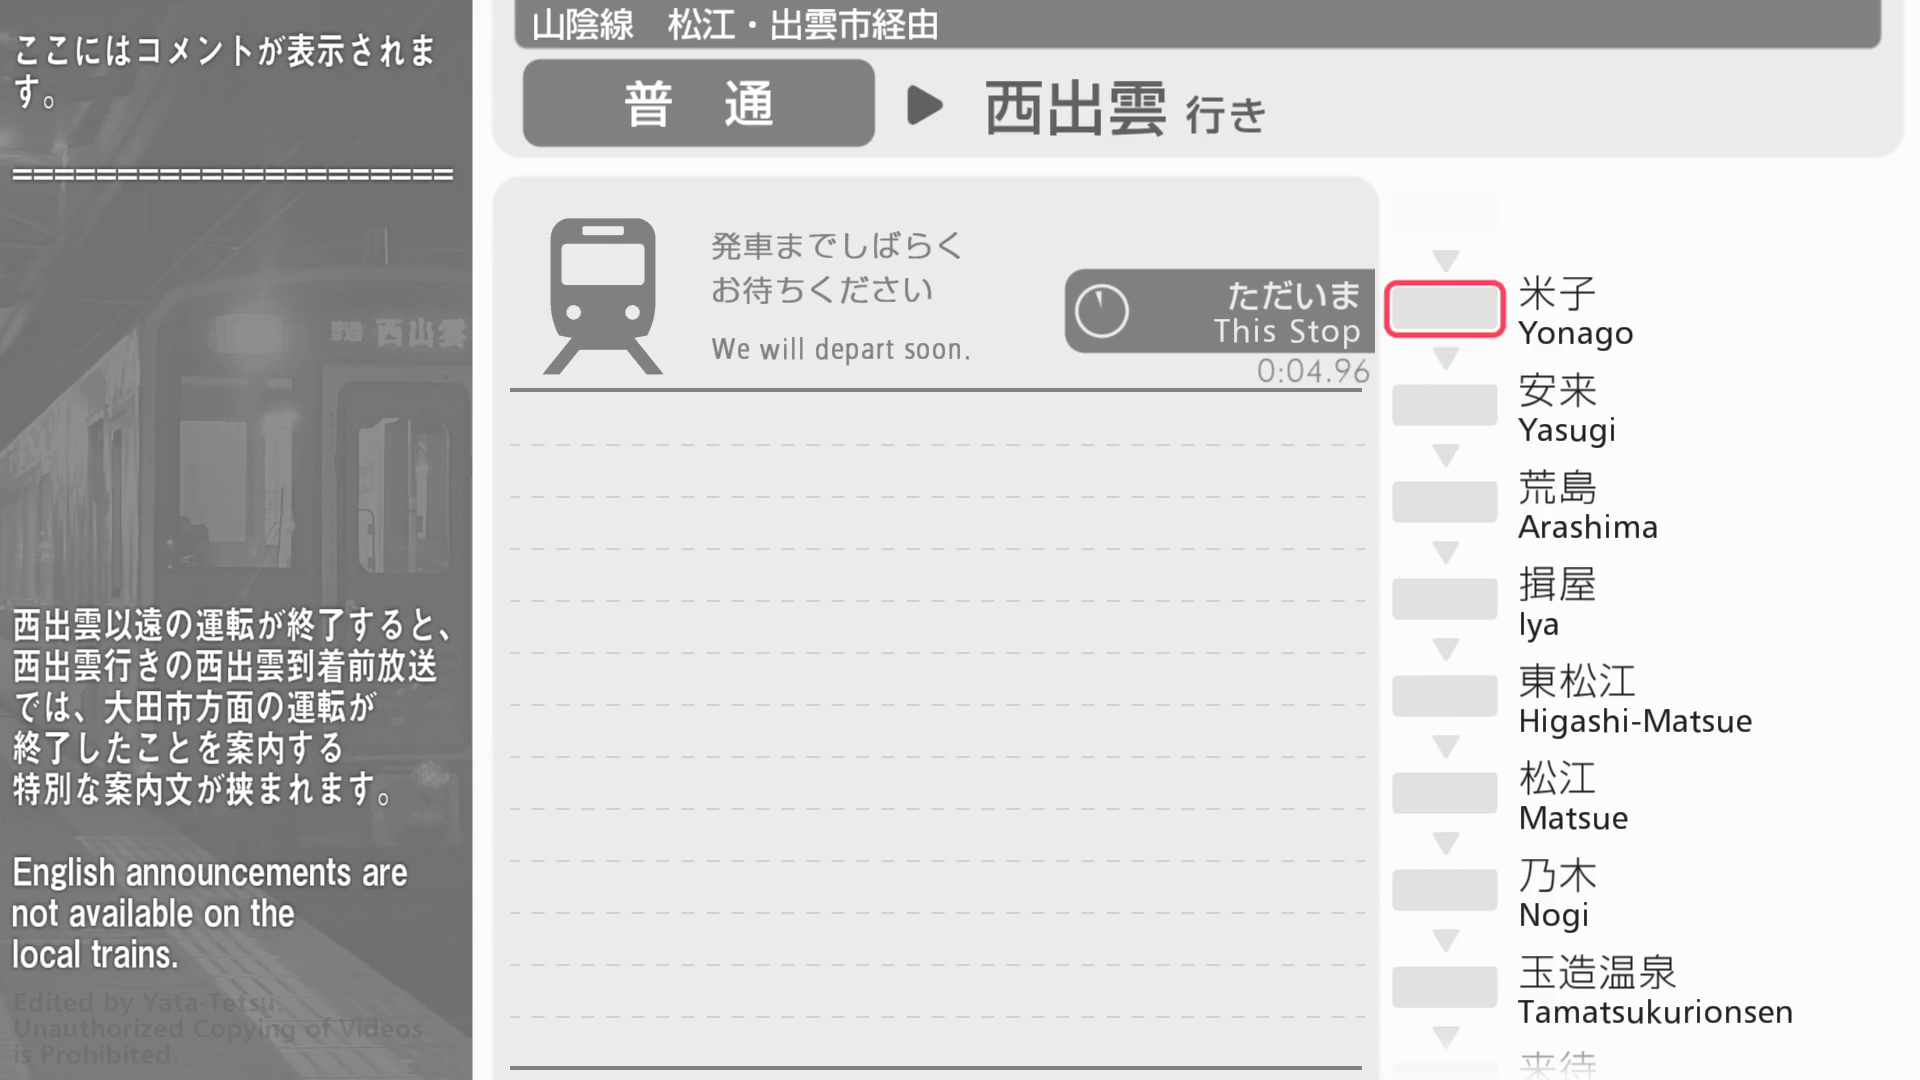 ここにはコメントが表示されま
す。
=====================
西出雲以遠の運転が終了すると、
西出雲行きの西出雲到着前放送
では、大田市方面の運転が
終了したことを案内する
特別な案内文が挟まれます。
English announcements are
not available on the
local trains.
Edited by Yata-Tetsu.
Unauthorized Copying of Videos
is Prohibited.
普通 西出雲
山陰線　松江・出雲市経由
普　通 ▶ 西出雲 行き
発車までしばらく
お待ちください
We will depart soon.
ただいま
This Stop
0:04.96
米子
Yonago
安来
Yasugi
荒島
Arashima
揖屋
Iya
東松江
Higashi-Matsue
松江
Matsue
乃木
Nogi
玉造温泉
Tamatsukurionsen
来待